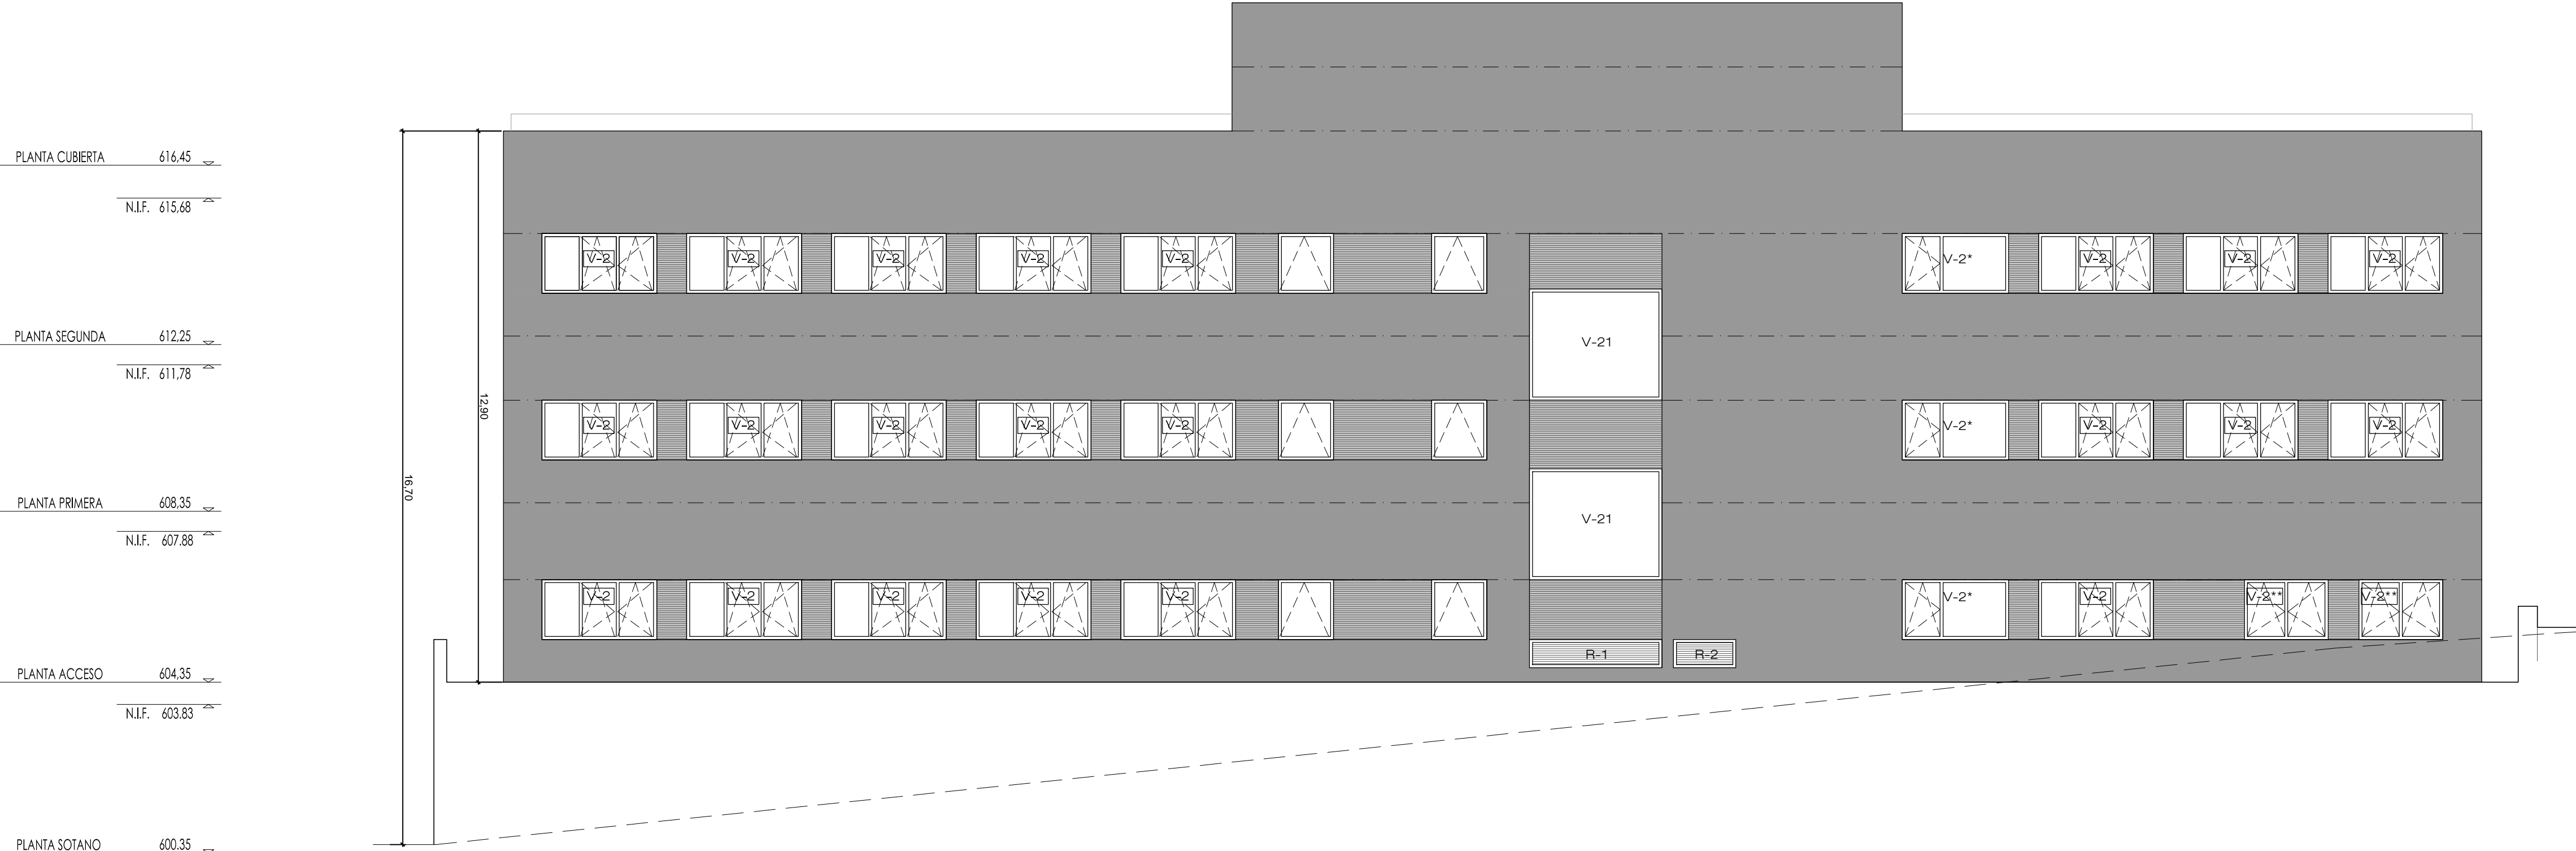 PLANTA CUBIERTA 616,45
N.I.F. 615,68
V-2 V-2 V-2 V-2 V-2 V-2* V-2 V-2 V-2
PLANTA SEGUNDA 612,25
V-21
N.I.F. 611,78
12,90
V-2 V-2 V-2 V-2 V-2 V-2* V-2 V-2 V-2
16,70
PLANTA PRIMERA 608,35
V-21
N.I.F. 607.88
V-2 V-2 V-2 V-2 V-2 V-2* V-2 V-2** V-2**
R-1 R-2
PLANTA ACCESO 604,35
N.I.F. 603.83
PLANTA SOTANO 600.35